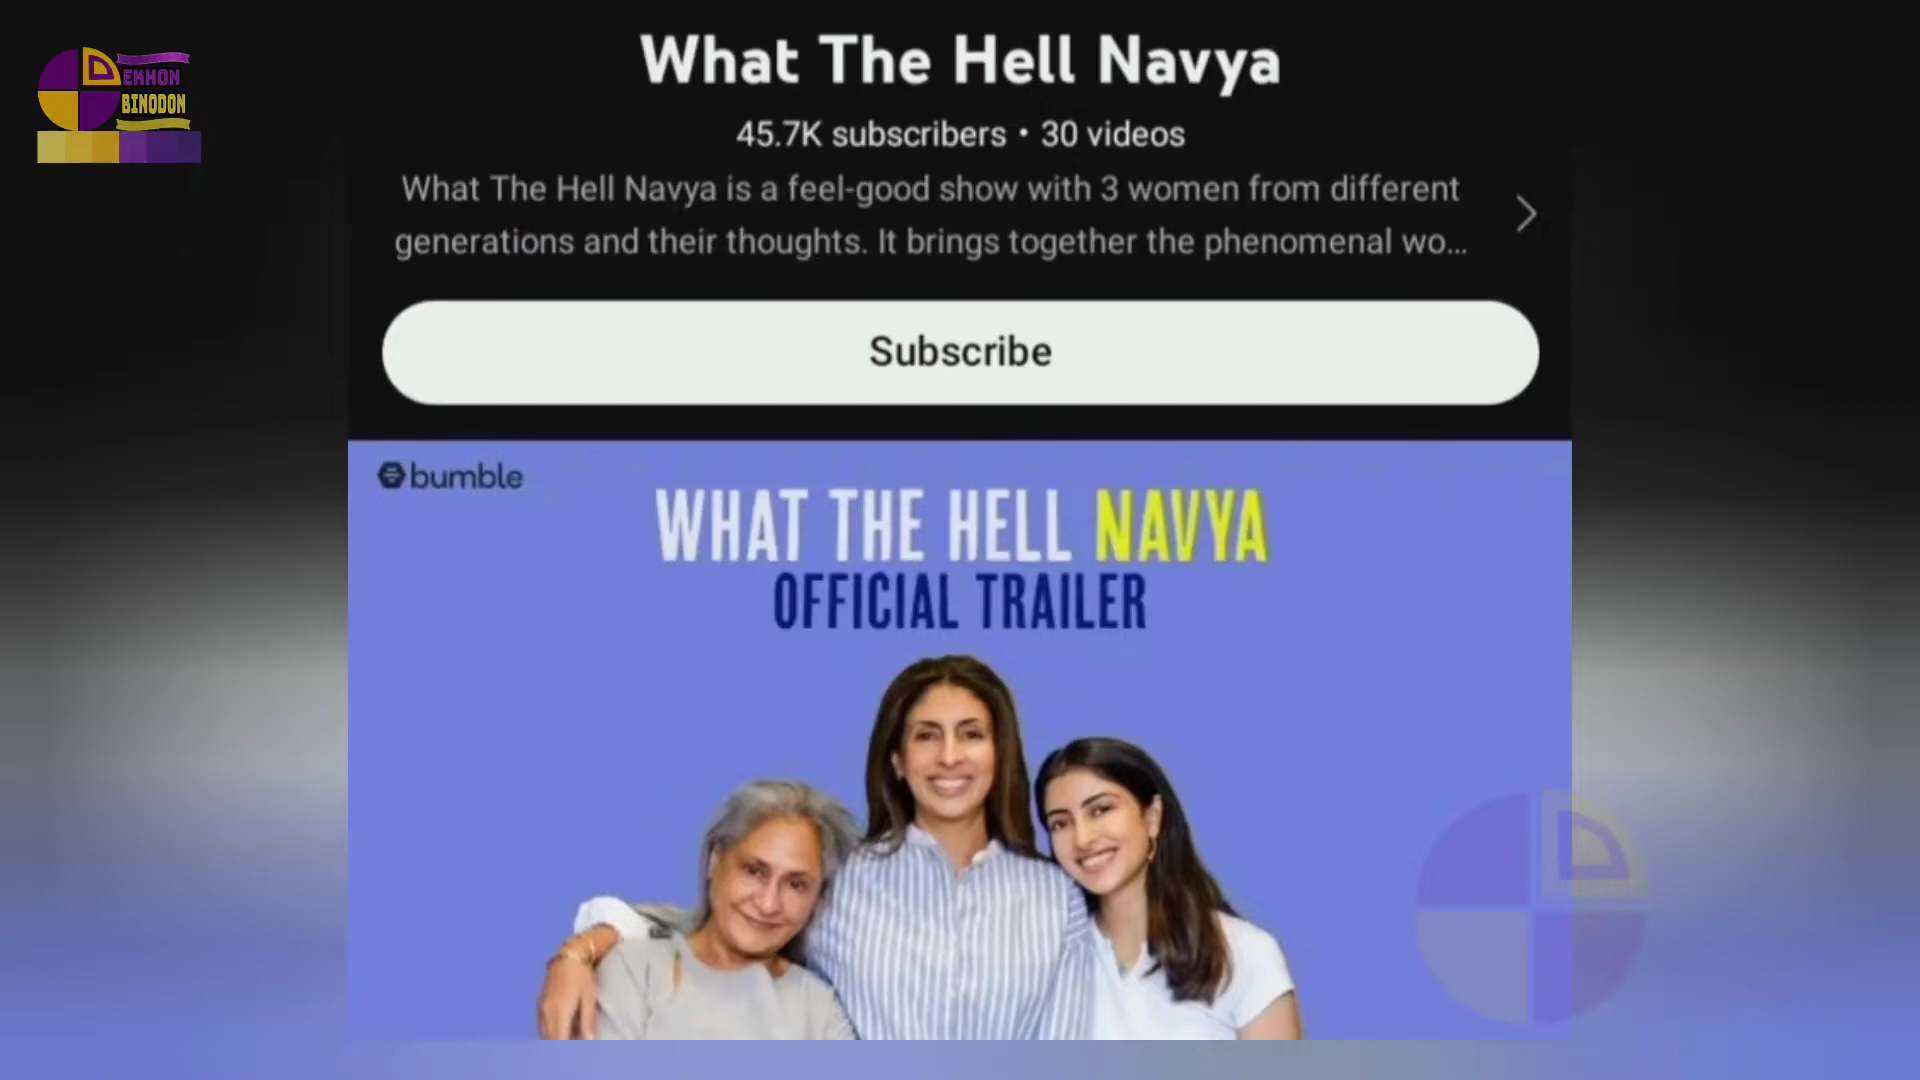 EKHON
BINODON
What The Hell Navya
45.7K subscribers • 30 videos
What The Hell Navya is a feel-good show with 3 women from different
generations and their thoughts. It brings together the phenomenal wo...
Subscribe
bumble
WHAT THE HELL NAVYA
OFFICIAL TRAILER